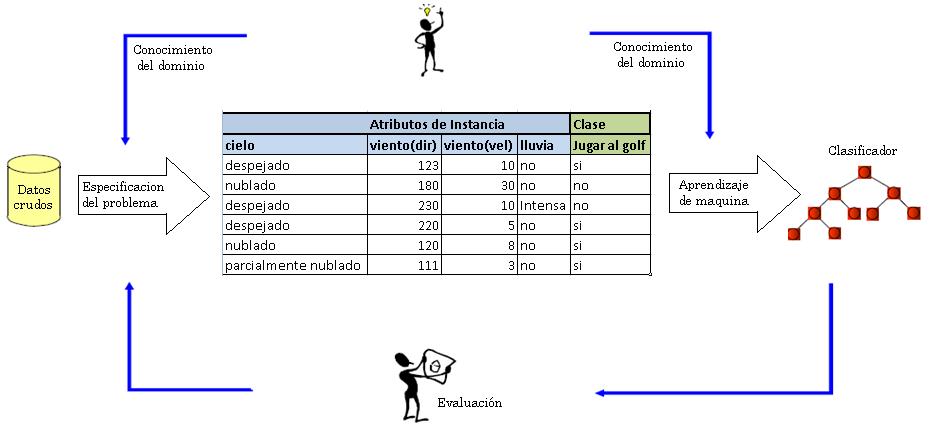 Conocimiento
del dominio
Conocimiento
del dominio
Atributos de Instancia Clase
cielo viento(dir) viento(vel) lluvia Jugar al golf
despejado 123 10 no si
nublado 180 30 no no
despejado 230 10 Intensa no
despejado 220 5 no si
nublado 120 8 no si
parcialmente nublado 111 3 no si
Datos
crudos
Especificacion
del problema
Aprendizaje
de maquina
Clasificador
Evaluación